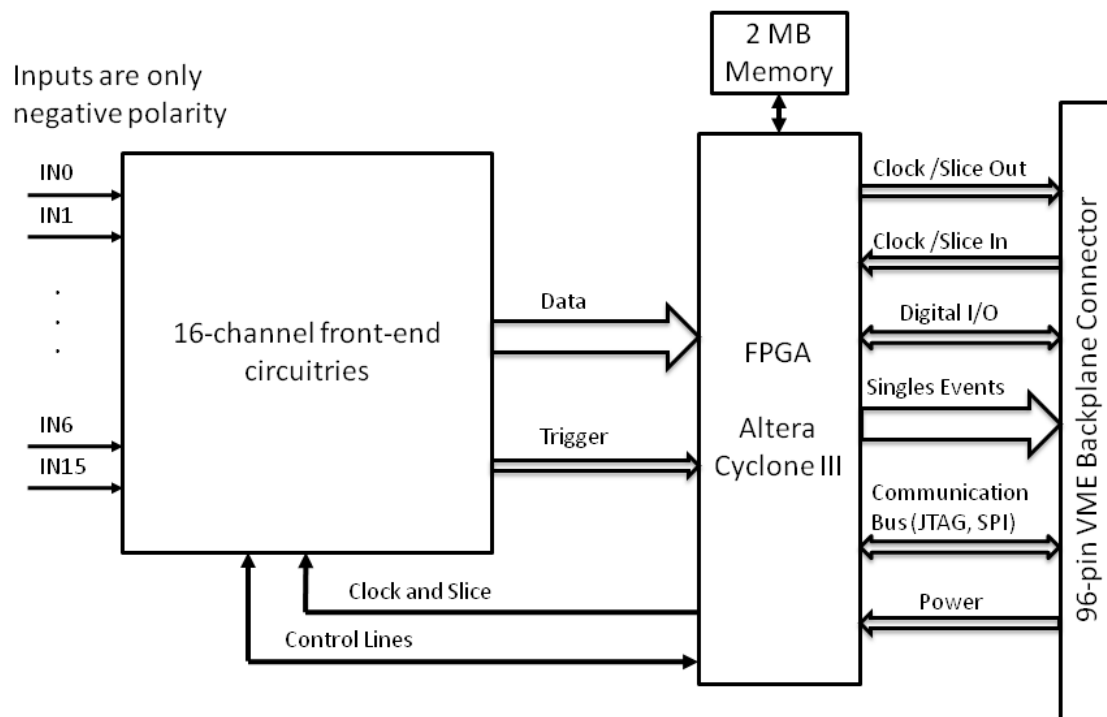 2 MB
Memory
Inputs are only
negative polarity
IN0
IN1
.
.
.
IN6
IN15
16-channel front-end
circuitries
Data
Trigger
Clock and Slice
Control Lines
FPGA
Altera
Cyclone III
Clock /Slice Out
Clock /Slice In
Digital I/O
Singles Events
Communication
Bus (JTAG, SPI)
Power
96-pin VME Backplane Connector